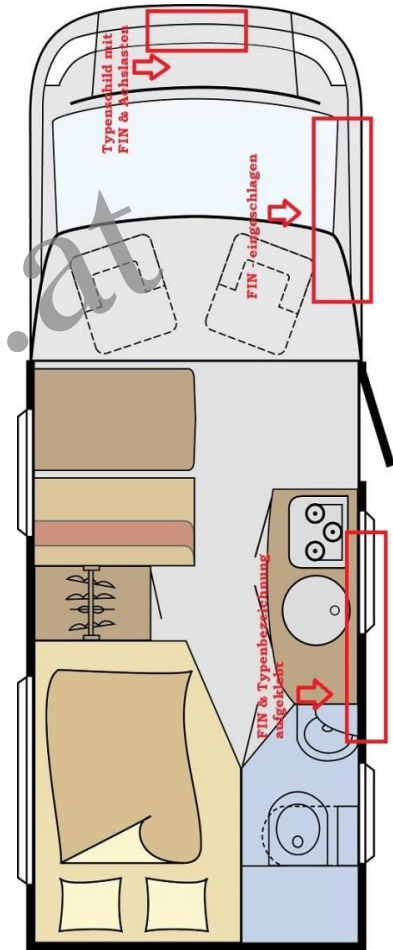 Typenschild mit
FIN & Achslasten
FIN - eingeschlagen
FIN & Typenbezeichnung
aufgeklebt
.at